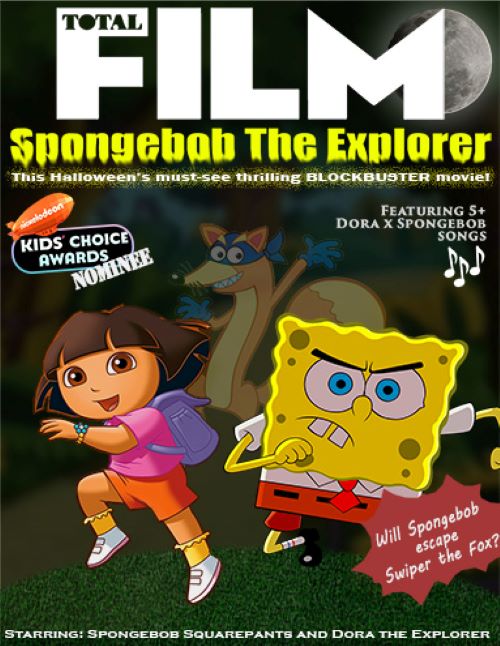 TOTAL
FILM
Spongebob The Explorer
This Halloween's must-see thrilling BLOCKBUSTER movie!
nickelodeon
KIDS' CHOICE
AWARDS
NOMINEE
FEATURING 5+
DORA X SPONGEBOB
SONGS
Will Spongebob
escape
Swiper the Fox?
STARRING: SPONGEBOB SQUAREPANTS AND DORA THE EXPLORER